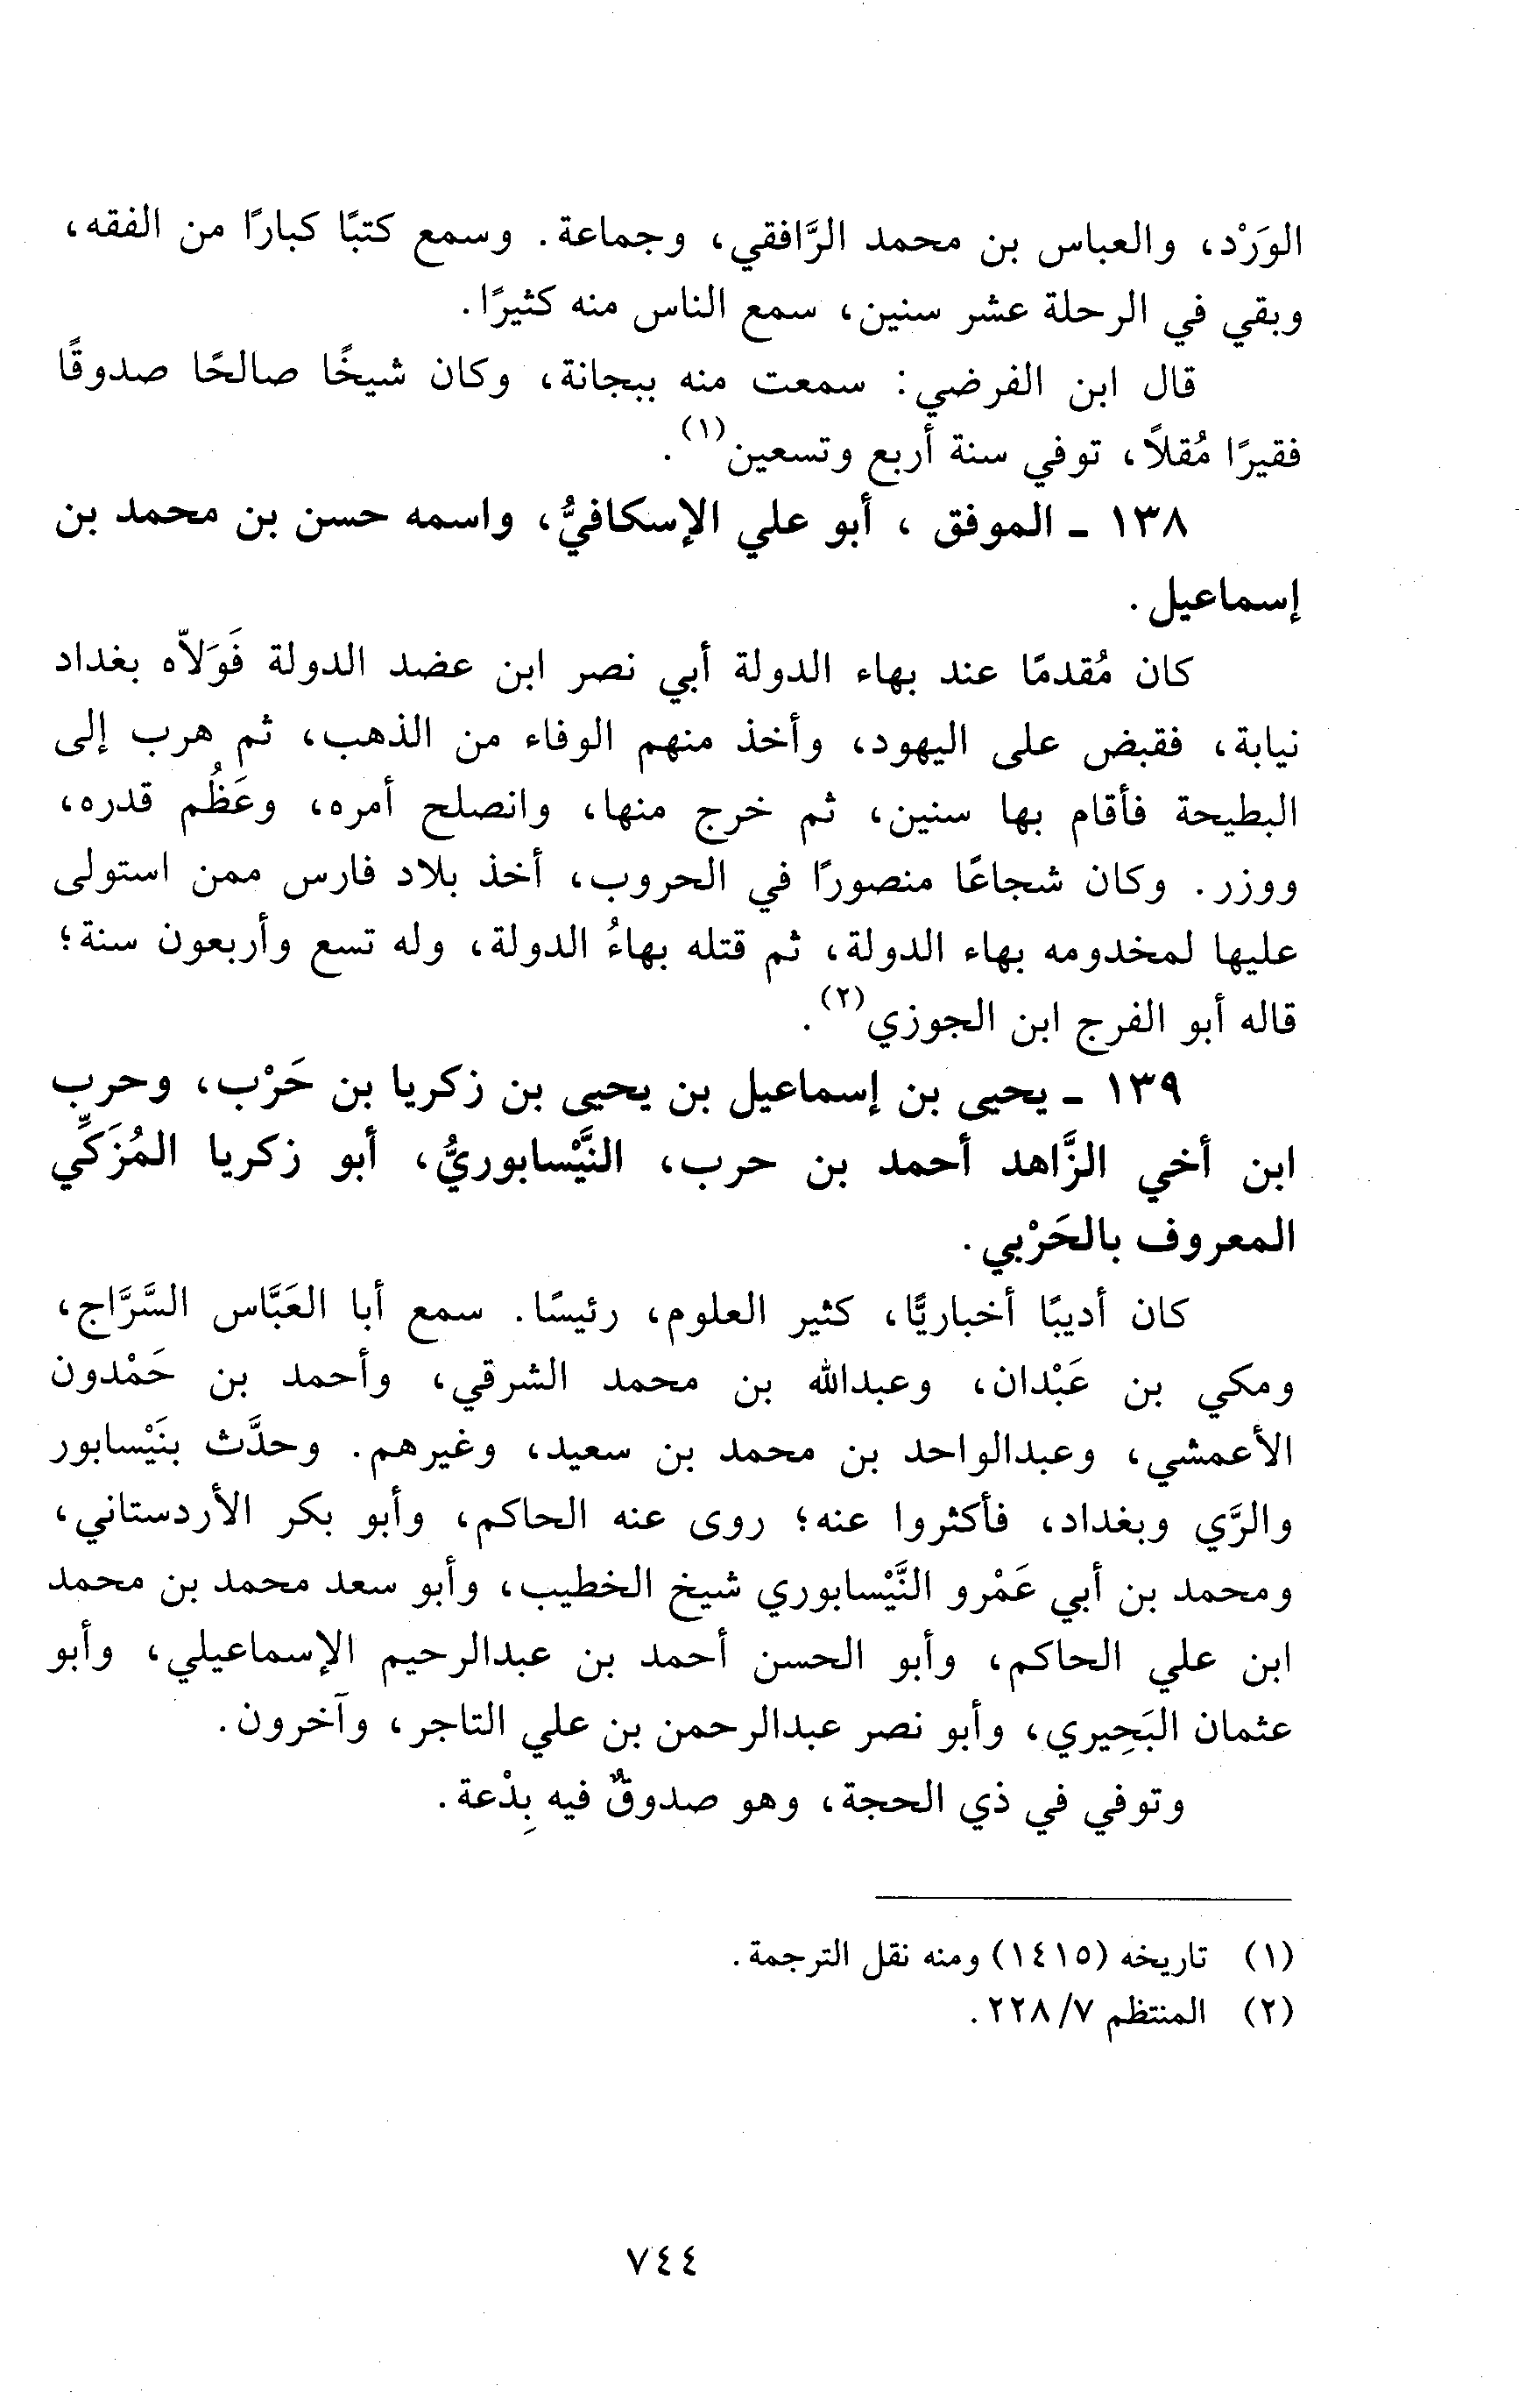 الوَرْد، والعباس بن محمد الرَّافقي، وجماعة. وسمع كتبًا كبارًا من الفقه،
وبقي في الرحلة عشر سنين، سمع الناس منه كثيرًا.
قال ابن الفرضي: سمعت منه ببجانة، وكان شيخًا صالحًا صدوقًا
فقيرًا مُقلاً، توفي سنة أربع وتسعين(١).
١٣٨ ـ الموفق ، أبو علي الإسكافيُّ، واسمه حسن بن محمد بن
إسماعيل.
كان مُقدمًا عند بهاء الدولة أبي نصر ابن عضد الدولة فَوَلاّه بغداد
نيابة، فقبض على اليهود، وأخذ منهم الوفاء من الذهب، ثم هرب إلى
البطيحة فأقام بها سنين، ثم خرج منها، وانصلح أمره، وعَظُم قدره،
ووزر. وكان شجاعًا منصورًا في الحروب، أخذ بلاد فارس ممن استولى
عليها لمخدومه بهاء الدولة، ثم قتله بهاءُ الدولة، وله تسع وأربعون سنة؛
قاله أبو الفرج ابن الجوزي(٢).
١٣٩ ـ يحيى بن إسماعيل بن يحيى بن زكريا بن حَرْب، وحرب
ابن أخي الزَّاهد أحمد بن حرب، النَّيْسابوريُّ، أبو زكريا المُزَكِّي
المعروف بالحَرْبي.
كان أديبًا أخباريًّا، كثير العلوم، رئيسًا. سمع أبا العَبَّاس السَّرَّاج،
ومكي بن عَبْدان، وعبدالله بن محمد الشرقي، وأحمد بن حَمْدون
الأعمشي، وعبدالواحد بن محمد بن سعيد، وغيرهم. وحدَّث بنَيْسابور
والرَّي وبغداد، فأكثروا عنه؛ روى عنه الحاكم، وأبو بكر الأردستاني،
ومحمد بن أبي عَمْرو النَّيْسابوري شيخ الخطيب، وأبو سعد محمد بن محمد
ابن علي الحاكم، وأبو الحسن أحمد بن عبدالرحيم الإسماعيلي، وأبو
عثمان البَحِيري، وأبو نصر عبدالرحمن بن علي التاجر، وآخرون.
وتوفي في ذي الحجة، وهو صدوقٌ فيه بِدْعة.
(١) تاريخه (١٤١٥) ومنه نقل الترجمة.
(٢) المنتظم ٧/ ٢٢٨.
٧٤٤